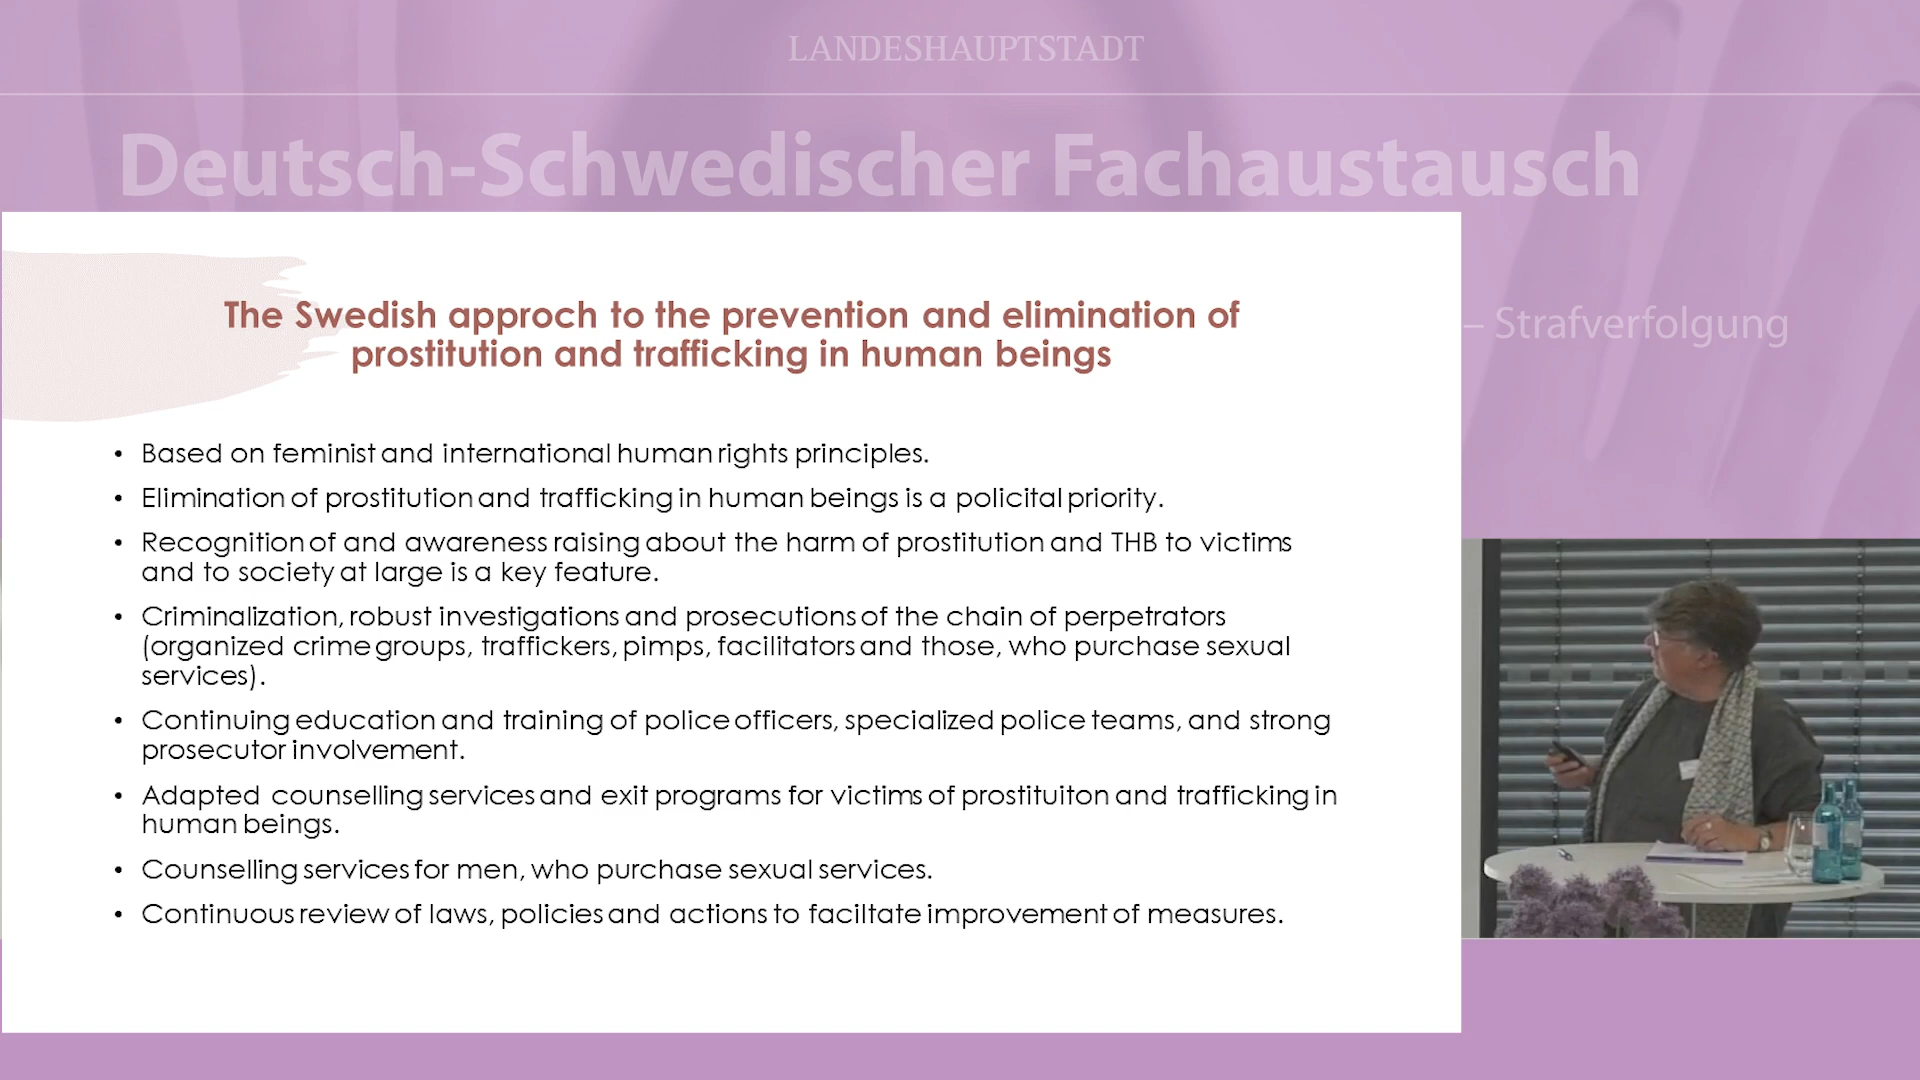 LANDESHAUPTSTADT
Deutsch-Schwedischer Fachaustausch
– Strafverfolgung
The Swedish approch to the prevention and elimination of
prostitution and trafficking in human beings
• Based on feminist and international human rights principles.
• Elimination of prostitution and trafficking in human beings is a policital priority.
• Recognition of and awareness raising about the harm of prostitution and THB to victims
and to society at large is a key feature.
• Criminalization, robust investigations and prosecutions of the chain of perpetrators
(organized crime groups, traffickers, pimps, facilitators and those, who purchase sexual
services).
• Continuing education and training of police officers, specialized police teams, and strong
prosecutor involvement.
• Adapted counselling services and exit programs for victims of prostituiton and trafficking in
human beings.
• Counselling services for men, who purchase sexual services.
• Continuous review of laws, policies and actions to faciltate improvement of measures.